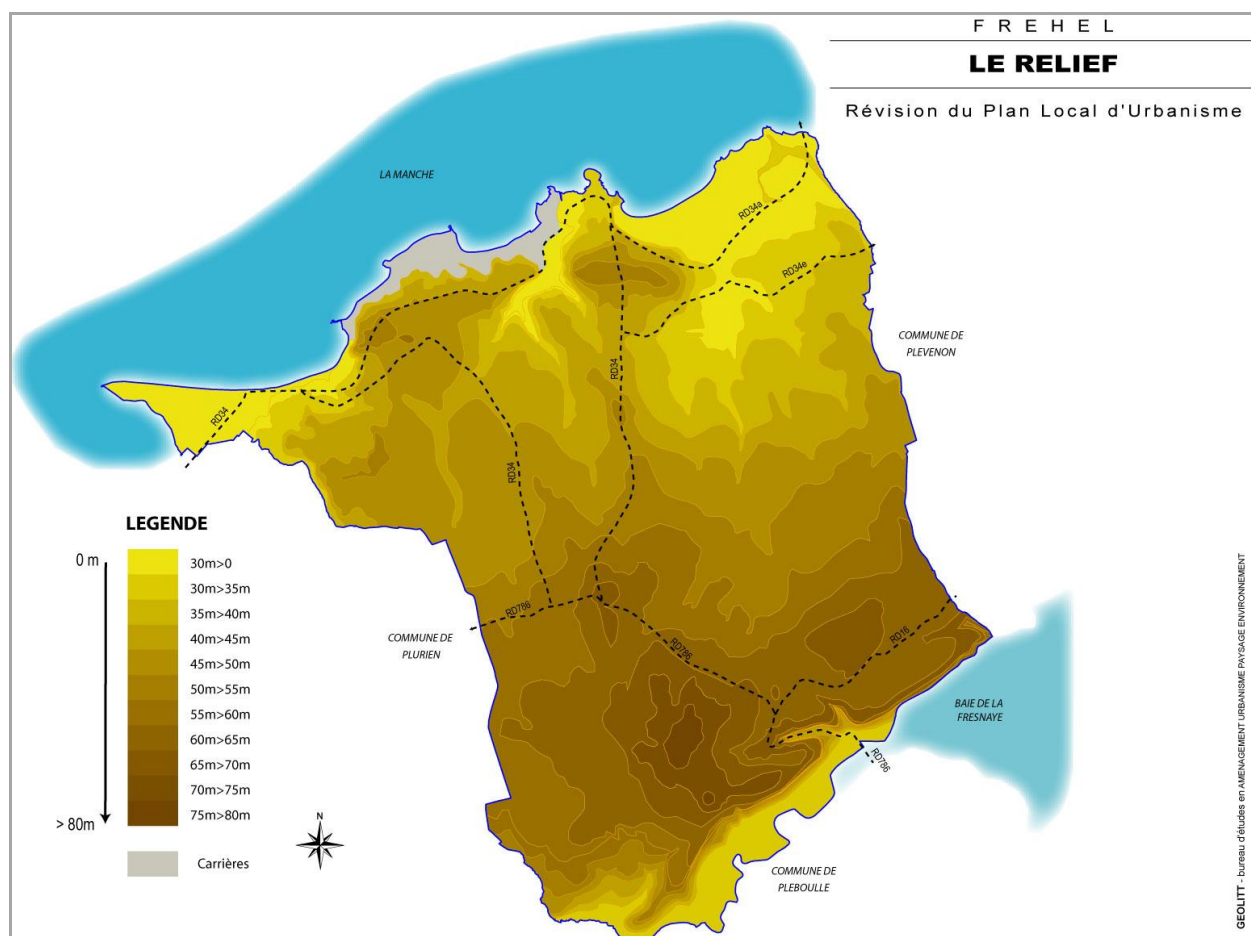 F R E H E L
LE RELIEF
Révision du Plan Local d'Urbanisme
LA MANCHE
RD34a
RD34e
COMMUNE DE
PLEVENON
RD34
RD34
RD34
LEGENDE
0 m
30m>0
30m>35m
35m>40m
40m>45m
45m>50m
50m>55m
55m>60m
60m>65m
65m>70m
70m>75m
75m>80m
> 80m
Carrières
N
RD786
COMMUNE DE
PLURIEN
RD786
RD16
BAIE DE LA
FRESNAYE
RD786
COMMUNE DE
PLEBOULLE
GEOLITT - bureau d'études en AMENAGEMENT URBANISME PAYSAGE ENVIRONNEMENT